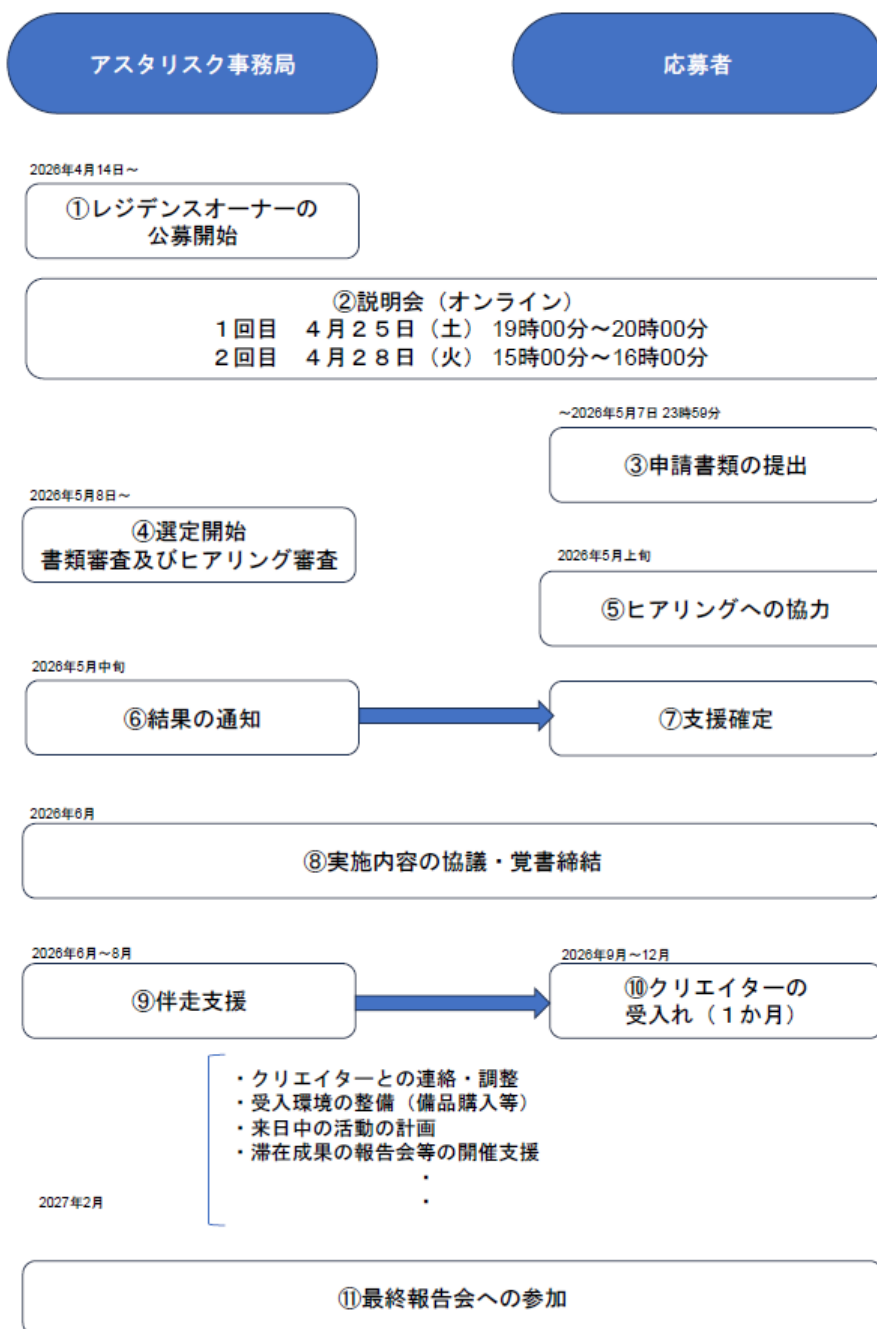 アスタリスク事務局
応募者
2026年4月14日～
①レジデンスオーナーの
公募開始
②説明会（オンライン）
１回目　４月２５日（土）19時00分～20時00分
２回目　４月２８日（火）15時00分～16時00分
～2026年5月7日 23時59分
③申請書類の提出
2026年5月8日～
④選定開始
書類審査及びヒアリング審査
2026年5月上旬
⑤ヒアリングへの協力
2026年5月中旬
⑥結果の通知
⑦支援確定
2026年6月
⑧実施内容の協議・覚書締結
2026年6月～8月
⑨伴走支援
2026年9月～12月
⑩クリエイターの
受入れ（１か月）
・クリエイターとの連絡・調整
・受入環境の整備（備品購入等）
・来日中の活動の計画
・滞在成果の報告会等の開催支援
・
・
2027年2月
⑪最終報告会への参加